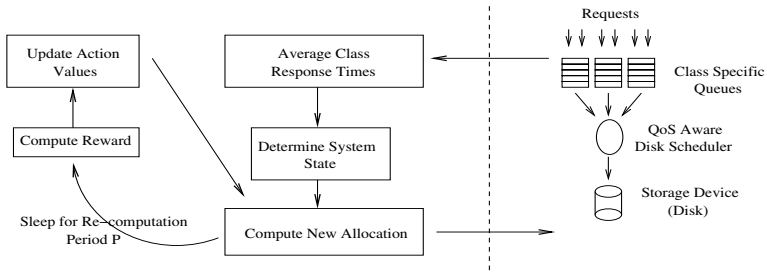 Requests
Update Action
Values
Average Class
Response Times
Class Specific
Queues
Compute Reward
Determine System
State
QoS Aware
Disk Scheduler
Storage Device
(Disk)
Sleep for Re-computation
Period P
Compute New Allocation